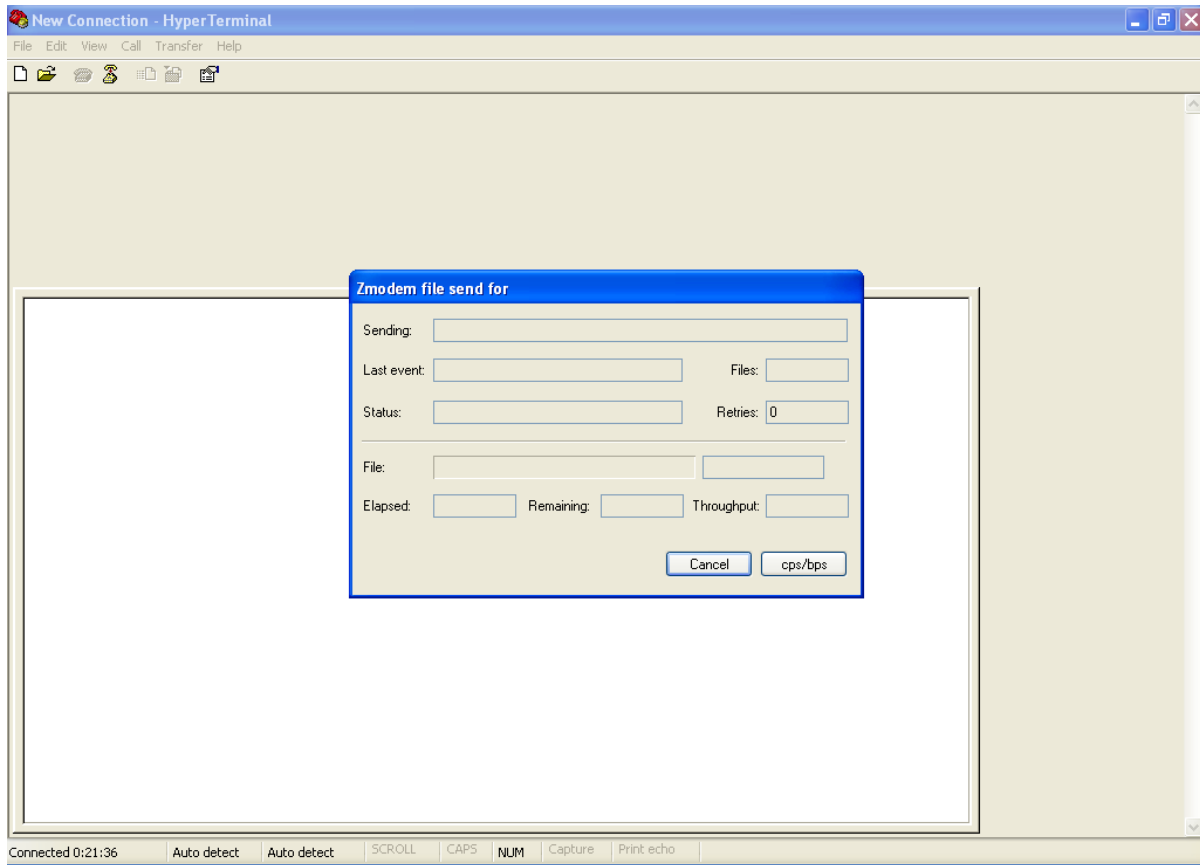 New Connection - HyperTerminal
File Edit View Call Transfer Help
Zmodem file send for
Sending:
Last event: Files:
Status: Retries: 0
File:
Elapsed: Remaining: Throughput:
Cancel cps/bps
Connected 0:21:36 Auto detect Auto detect SCROLL CAPS NUM Capture Print echo